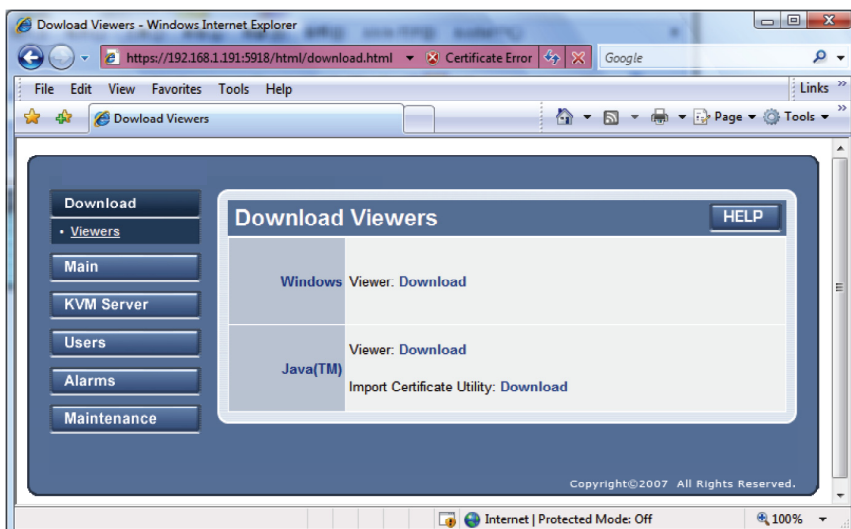 Dowload Viewers - Windows Internet Explorer
https://192.168.1.191:5918/html/download.html Certificate Error Google
File Edit View Favorites Tools Help Links
Dowload Viewers Page Tools
Download
• Viewers
Main
KVM Server
Users
Alarms
Maintenance
Download Viewers HELP
Windows Viewer: Download
Java(TM) Viewer: Download
Import Certificate Utility: Download
Copyright©2007 All Rights Reserved.
Internet | Protected Mode: Off 100%